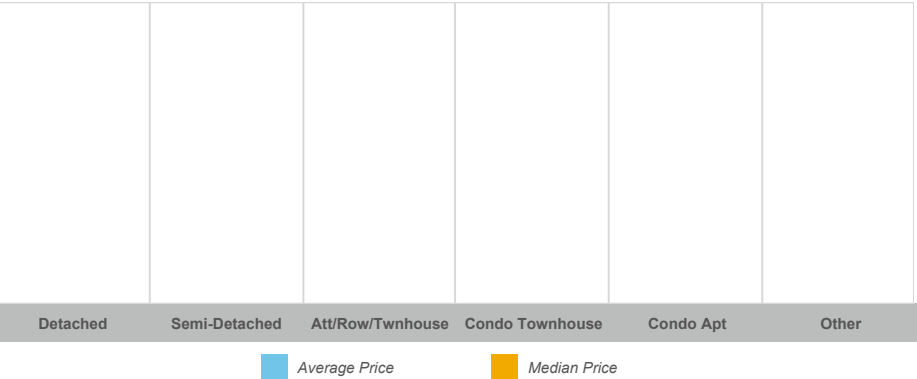 Detached Semi-Detached Att/Row/Twnhouse Condo Townhouse Condo Apt Other
Average Price Median Price